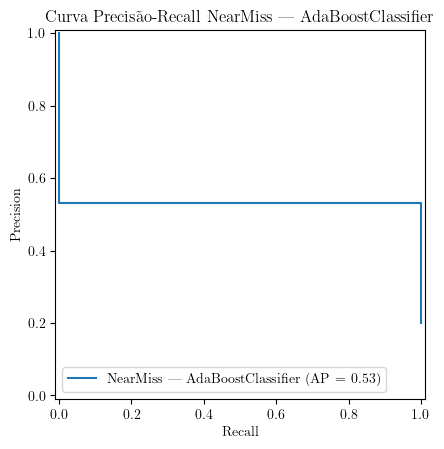 Curva Precisão-Recall NearMiss — AdaBoostClassifier
1.0
0.8
0.6
0.4
0.2
0.0
Precision
NearMiss — AdaBoostClassifier (AP = 0.53)
0.0 0.2 0.4 0.6 0.8 1.0
Recall